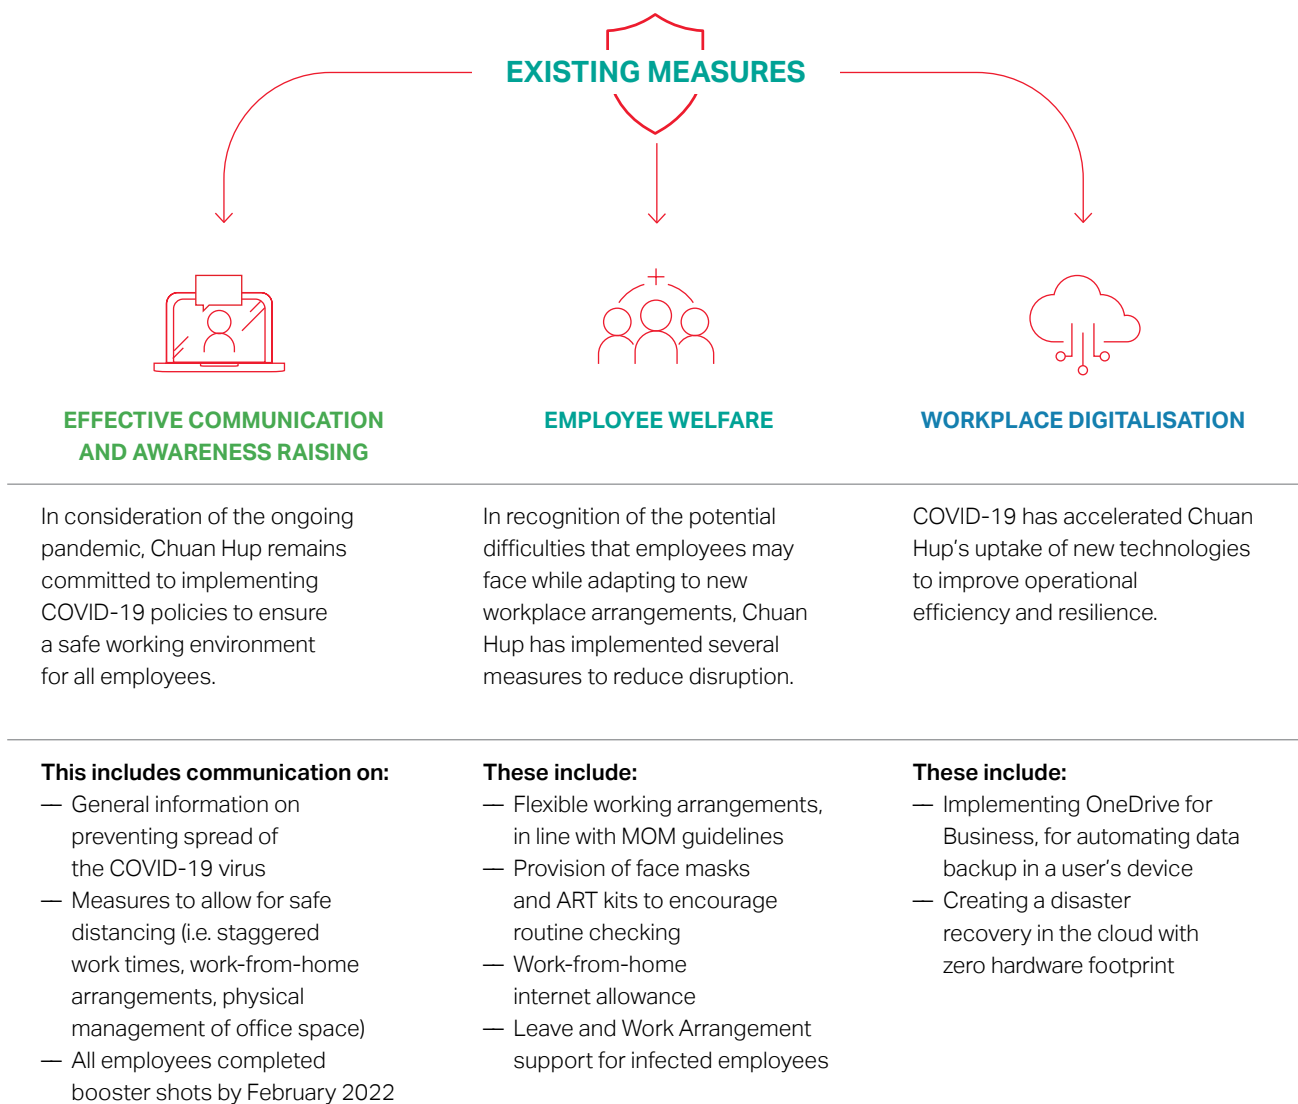 EXISTING MEASURES
EFFECTIVE COMMUNICATION
AND AWARENESS RAISING
In consideration of the ongoing
pandemic, Chuan Hup remains
committed to implementing
COVID-19 policies to ensure
a safe working environment
for all employees.
This includes communication on:
— General information on
preventing spread of
the COVID-19 virus
— Measures to allow for safe
distancing (i.e. staggered
work times, work-from-home
arrangements, physical
management of office space)
— All employees completed
booster shots by February 2022
EMPLOYEE WELFARE
In recognition of the potential
difficulties that employees may
face while adapting to new
workplace arrangements, Chuan
Hup has implemented several
measures to reduce disruption.
These include:
— Flexible working arrangements,
in line with MOM guidelines
— Provision of face masks
and ART kits to encourage
routine checking
— Work-from-home
internet allowance
— Leave and Work Arrangement
support for infected employees
WORKPLACE DIGITALISATION
COVID-19 has accelerated Chuan
Hup's uptake of new technologies
to improve operational
efficiency and resilience.
These include:
— Implementing OneDrive for
Business, for automating data
backup in a user's device
— Creating a disaster
recovery in the cloud with
zero hardware footprint